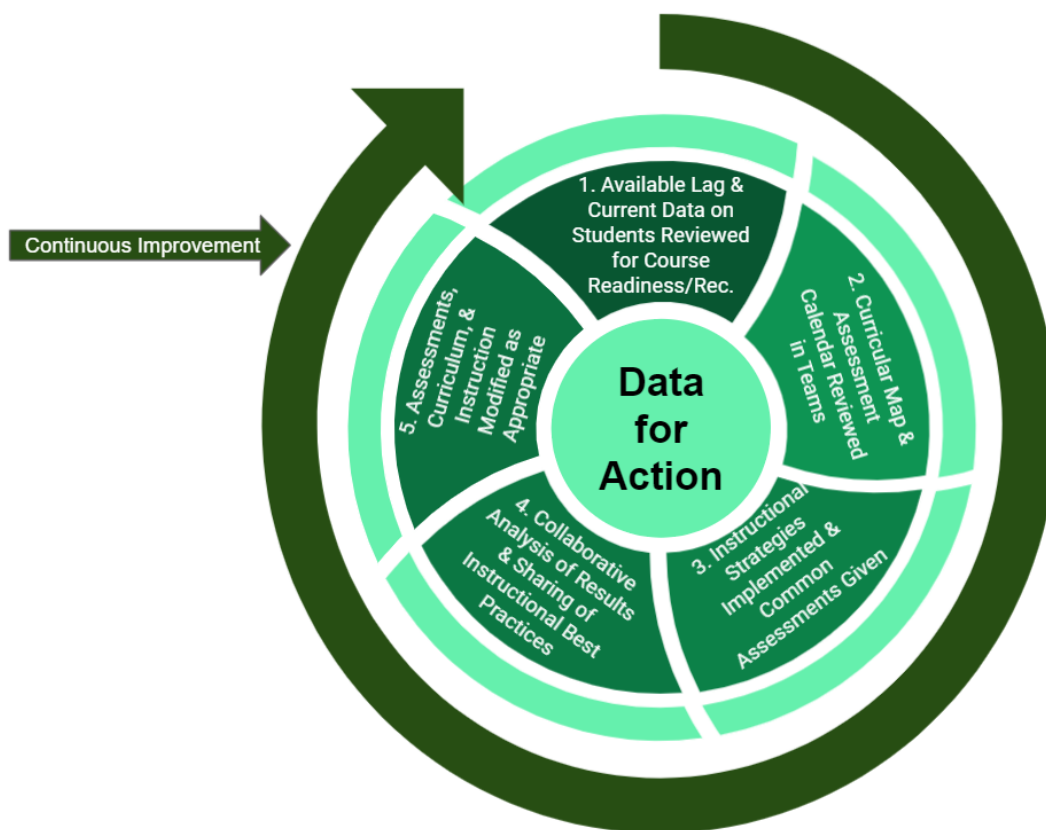 Continuous Improvement
1. Available Lag &
Current Data on
Students Reviewed
for Course
Readiness/Rec.
2. Curricular Map &
Assessment
Calendar Reviewed
in Teams
3. Instructional
Strategies
Implemented &
Common
Assessments Given
4. Collaborative
Analysis of Results
& Sharing of
Instructional Best
Practices
5. Assessments,
Curriculum, &
Instruction
Modified as
Appropriate
Data
for
Action